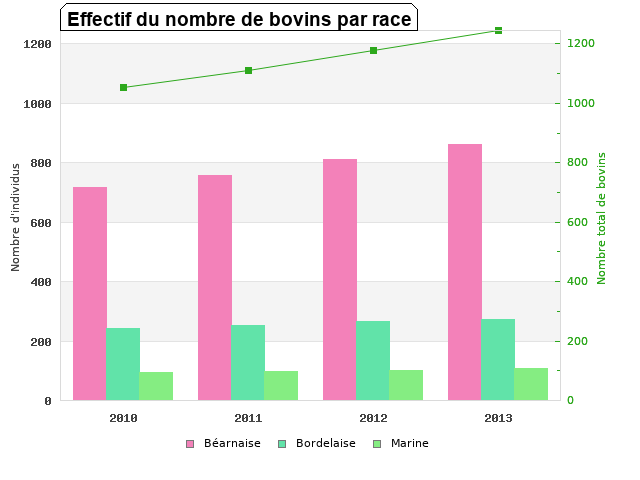 Effectif du nombre de bovins par race
1200
1000
800
600
400
200
0
Nombre d'individus
1200
1000
800
600
400
200
0
Nombre total de bovins
2010 2011 2012 2013
Béarnaise Bordelaise Marine